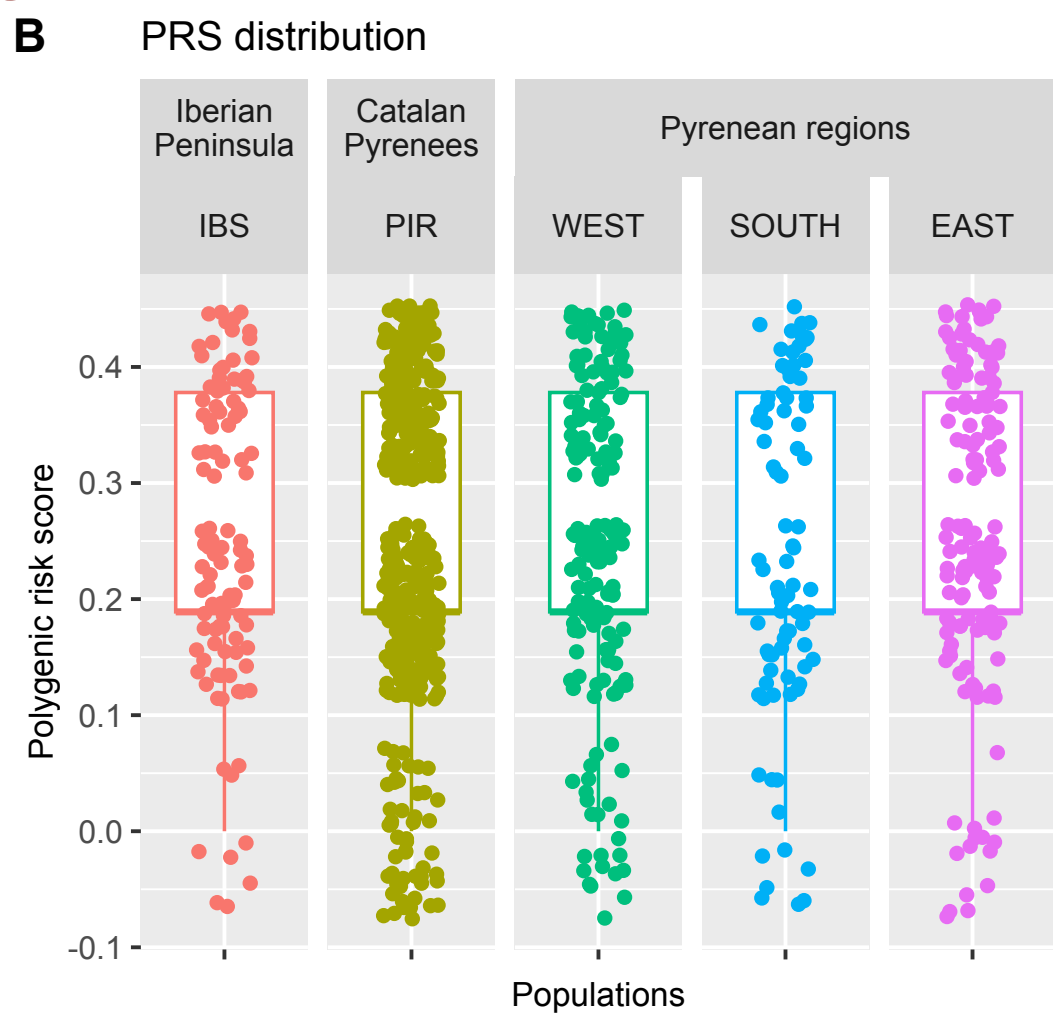 B PRS distribution
Iberian
Peninsula
Catalan
Pyrenees
Pyrenean regions
IBS
PIR
WEST
SOUTH
EAST
Polygenic risk score
0.4
0.3
0.2
0.1
0.0
-0.1
Populations